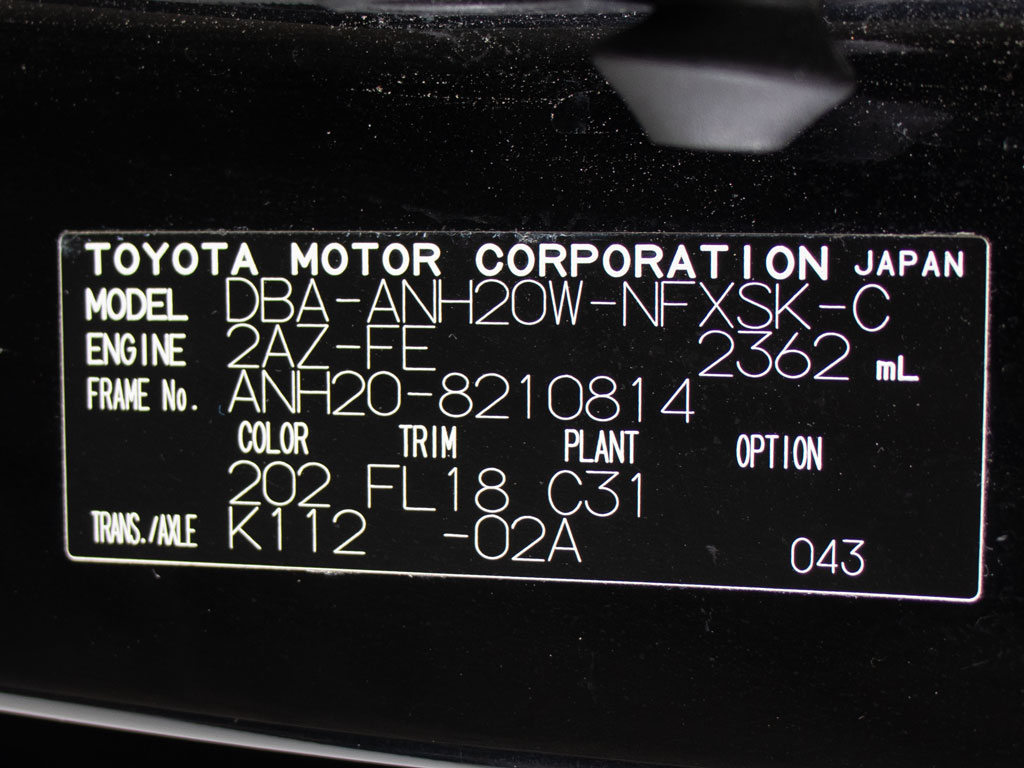 TOYOTA MOTOR CORPORATION JAPAN
MODEL DBA-ANH20W-NFXSK-C
ENGINE 2AZ-FE 2362 mL
FRAME No. ANH20-8210814
COLOR TRIM PLANT OPTION
202 FL18 C31
TRANS./AXLE K112 -02A 043